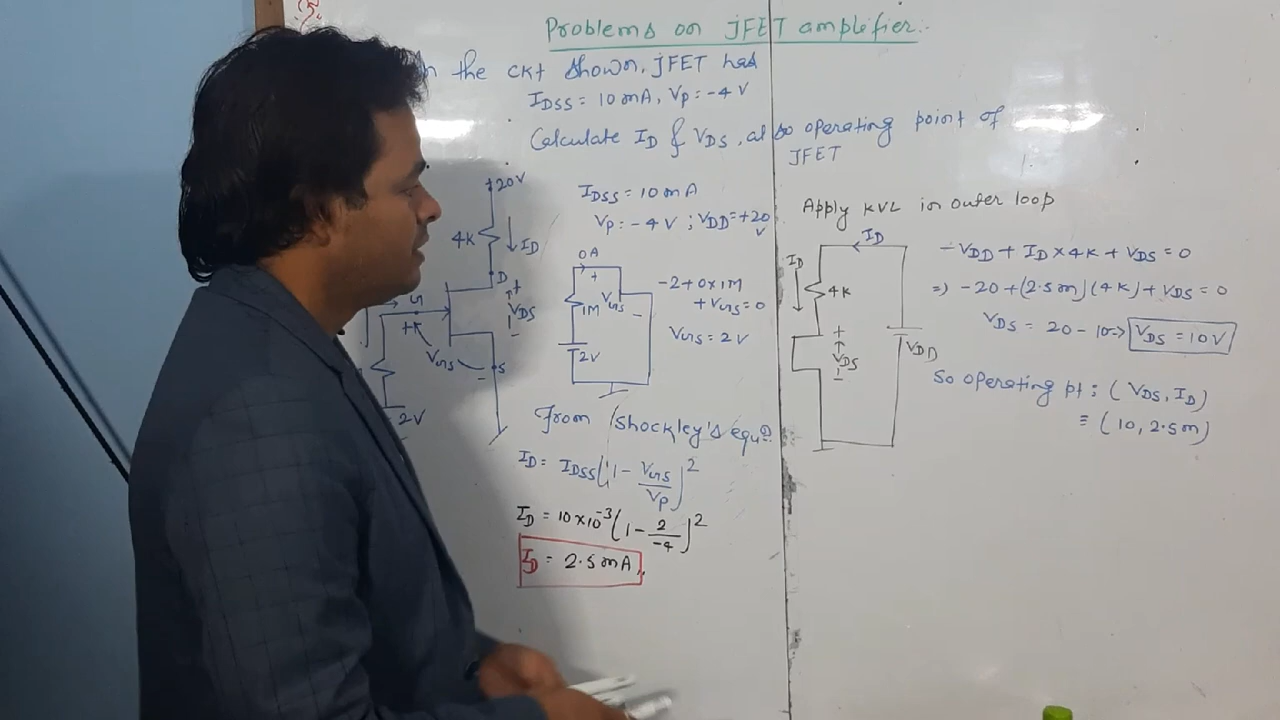 Problems on JFET amplifier:-
the ckt shown, JFET has
IDSS = 10 mA, Vp = -4 V
Calculate ID & VDS, also operating point of
JFET
+20V
4K
ID
D
+
VDS
-
G
+
VGS
-
S
2V
IDSS = 10 mA
Vp = -4 V ; VDD = +20
V
0A
+
1M
VGS
-
2V
-2 + 0 x 1M
+ VGS = 0
VGS = 2 V
From Shockley's equn
ID = IDSS(1 - VGS/Vp)^2
ID = 10 x 10^-3 (1 - 2/-4)^2
ID = 2.5 mA
Apply KVL in outer loop
ID
ID
4K
+
VDS
-
VDD
-VDD + ID x 4K + VDS = 0
=) -20 + (2.5m)(4K) + VDS = 0
VDS = 20 - 10 => VDS = 10V
So operating pt : (VDS, ID)
= (10, 2.5m)